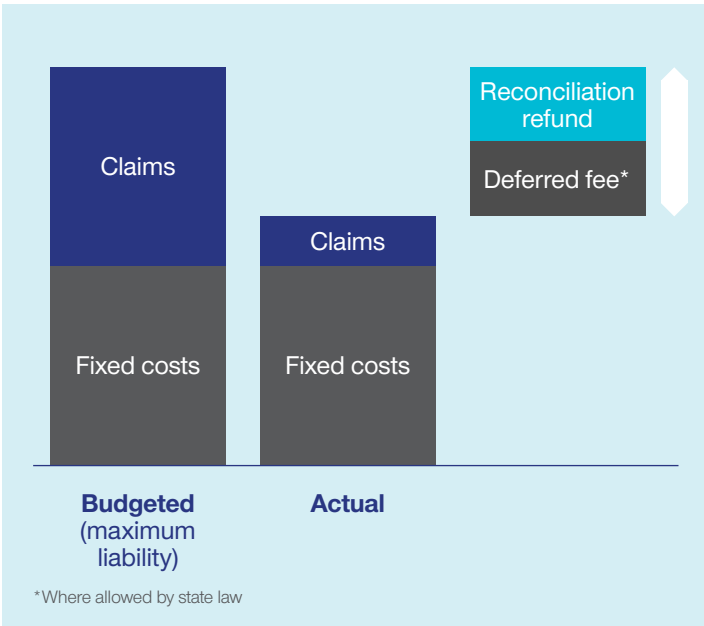 Claims
Fixed costs
Claims
Fixed costs
Reconciliation
refund
Deferred fee*
Budgeted
(maximum
liability)
Actual
*Where allowed by state law